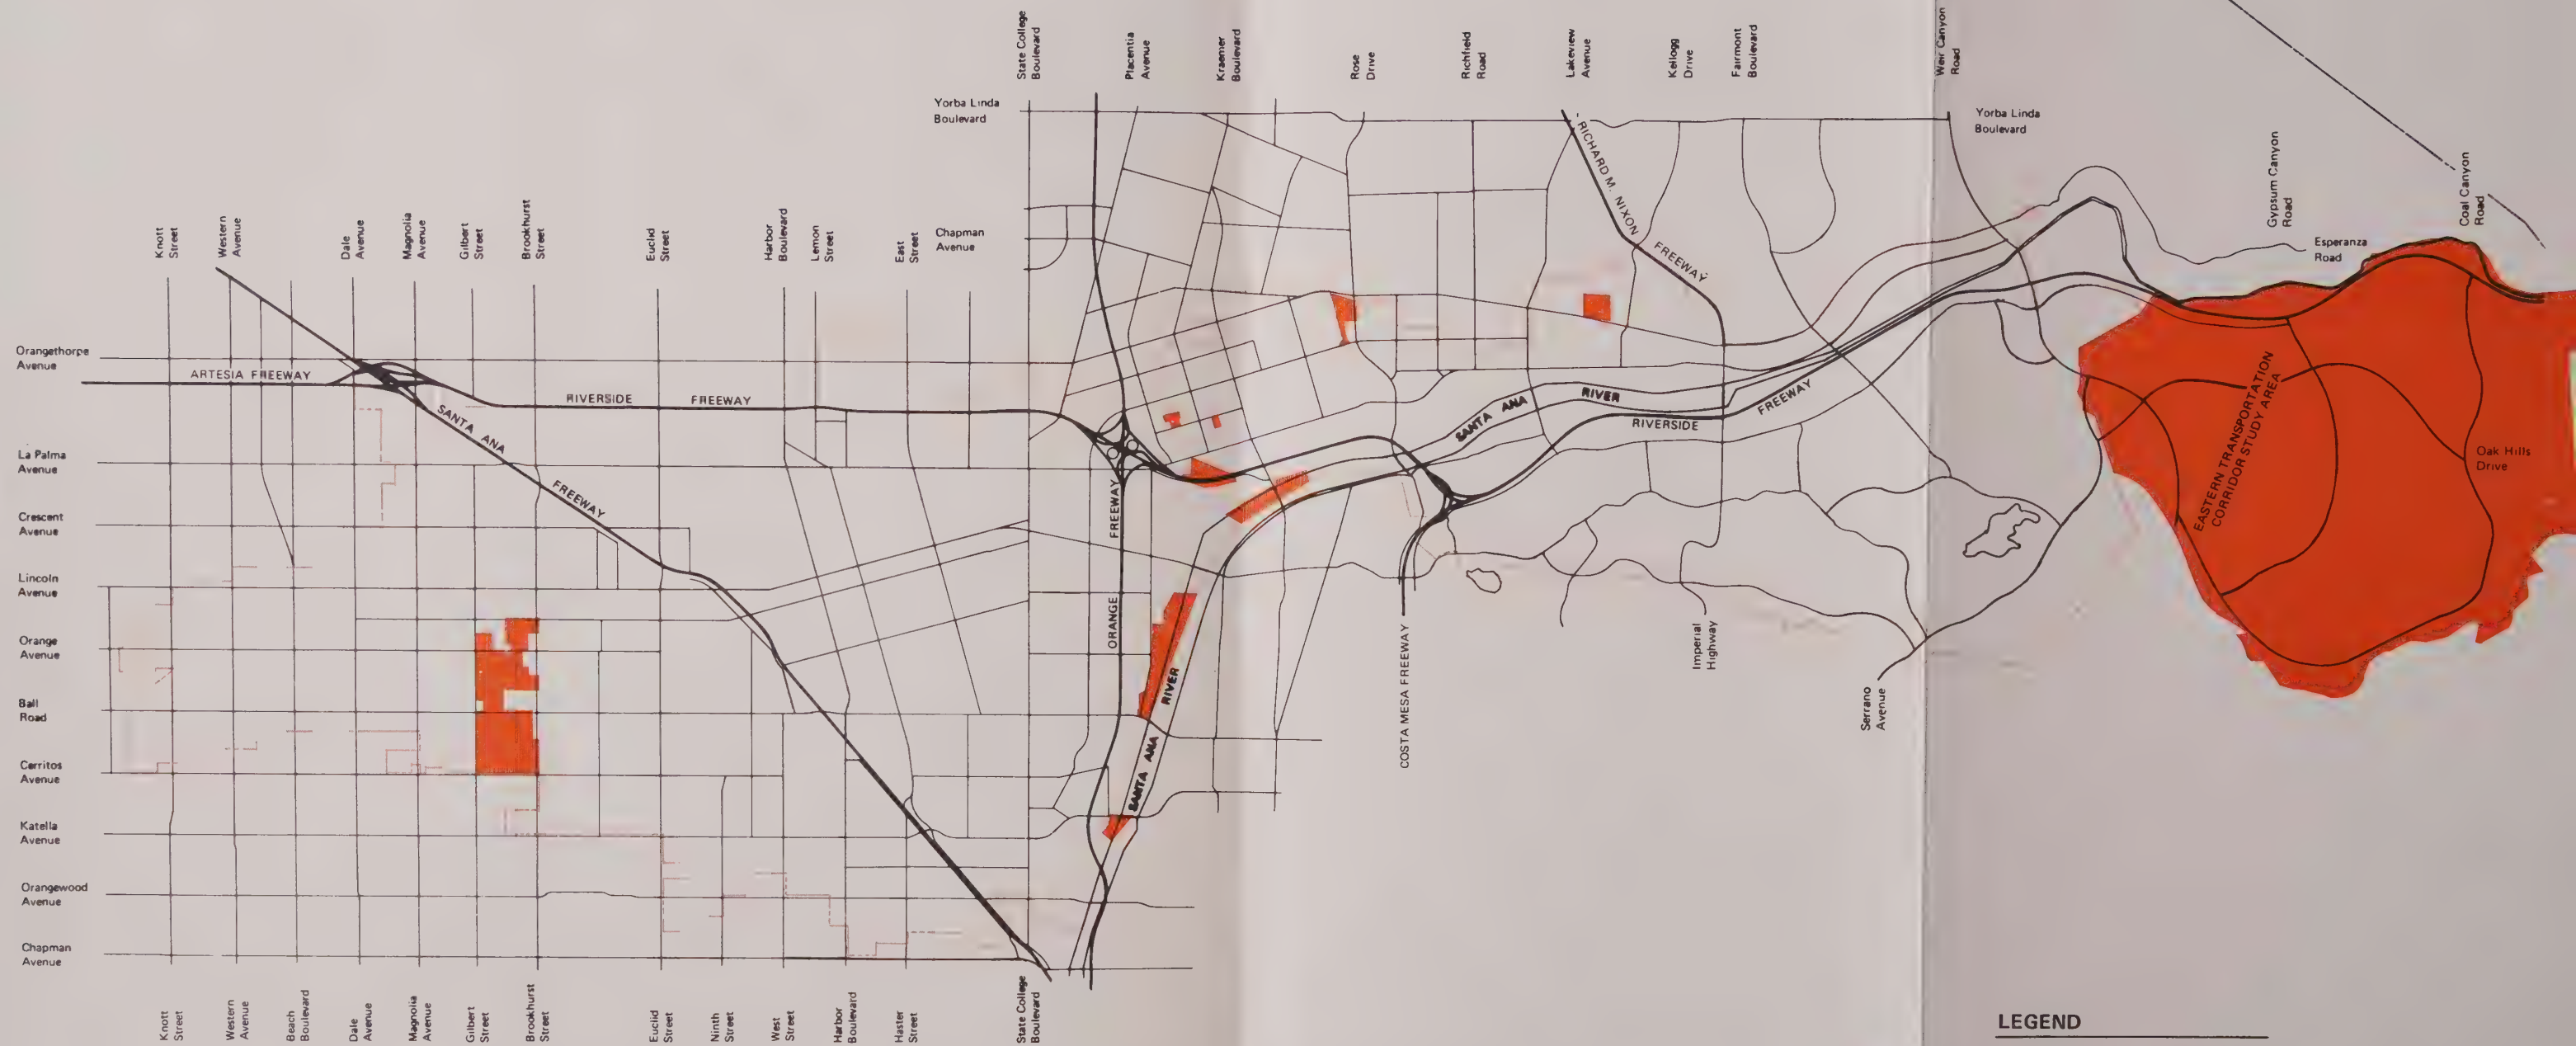 State College
Boulevard
Placentia
Avenue
Kraemer
Boulevard
Rose
Drive
Richfield
Road
Lakeview
Avenue
Kellogg
Drive
Fairmont
Boulevard
Weir Canyon
Road
Yorba Linda
Boulevard
Yorba Linda
Boulevard
RICHARD M. NIXON
FREEWAY
Gypsum Canyon
Road
Coal Canyon
Road
Esperanza
Road
Knott
Street
Western
Avenue
Dale
Avenue
Magnolia
Avenue
Gilbert
Street
Brookhurst
Street
Euclid
Street
Harbor
Boulevard
Lemon
Street
East
Street
Chapman
Avenue
Orangethorpe
Avenue
ARTESIA FREEWAY
RIVERSIDE FREEWAY
SANTA ANA
FREEWAY
SANTA ANA RIVER
RIVERSIDE
FREEWAY
EASTERN TRANSPORTATION
CORRIDOR STUDY AREA
Oak Hills
Drive
La Palma
Avenue
Crescent
Avenue
Lincoln
Avenue
Orange
Avenue
Ball
Road
Cerritos
Avenue
Katella
Avenue
Orangewood
Avenue
Chapman
Avenue
ORANGE
FREEWAY
SANTA ANA
RIVER
COSTA MESA FREEWAY
Imperial
Highway
Serrano
Avenue
Knott
Street
Western
Avenue
Beach
Boulevard
Dale
Avenue
Magnolia
Avenue
Gilbert
Street
Brookhurst
Street
Euclid
Street
Ninth
Street
West
Street
Harbor
Boulevard
Haster
Street
State College
Boulevard
LEGEND